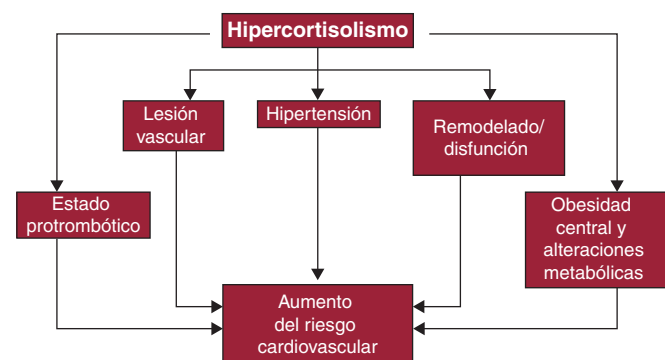 Hipercortisolismo
Lesión
vascular
Hipertensión
Remodelado/
disfunción
Estado
protrombótico
Obesidad
central y
alteraciones
metabólicas
Aumento
del riesgo
cardiovascular